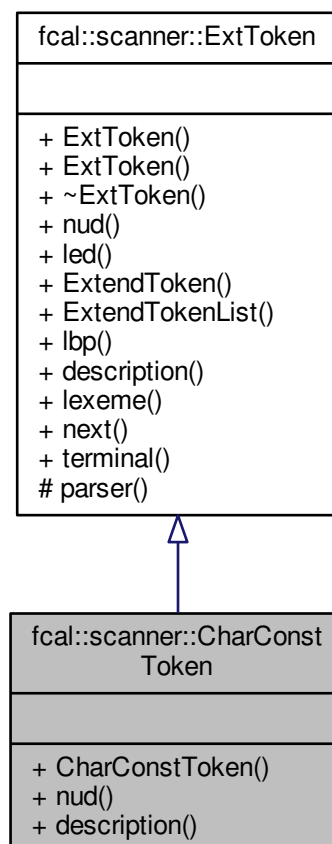 fcal::scanner::ExtToken
+ ExtToken()
+ ExtToken()
+ ~ExtToken()
+ nud()
+ led()
+ ExtendToken()
+ ExtendTokenList()
+ lbp()
+ description()
+ lexeme()
+ next()
+ terminal()
# parser()
fcal::scanner::CharConst
Token
+ CharConstToken()
+ nud()
+ description()